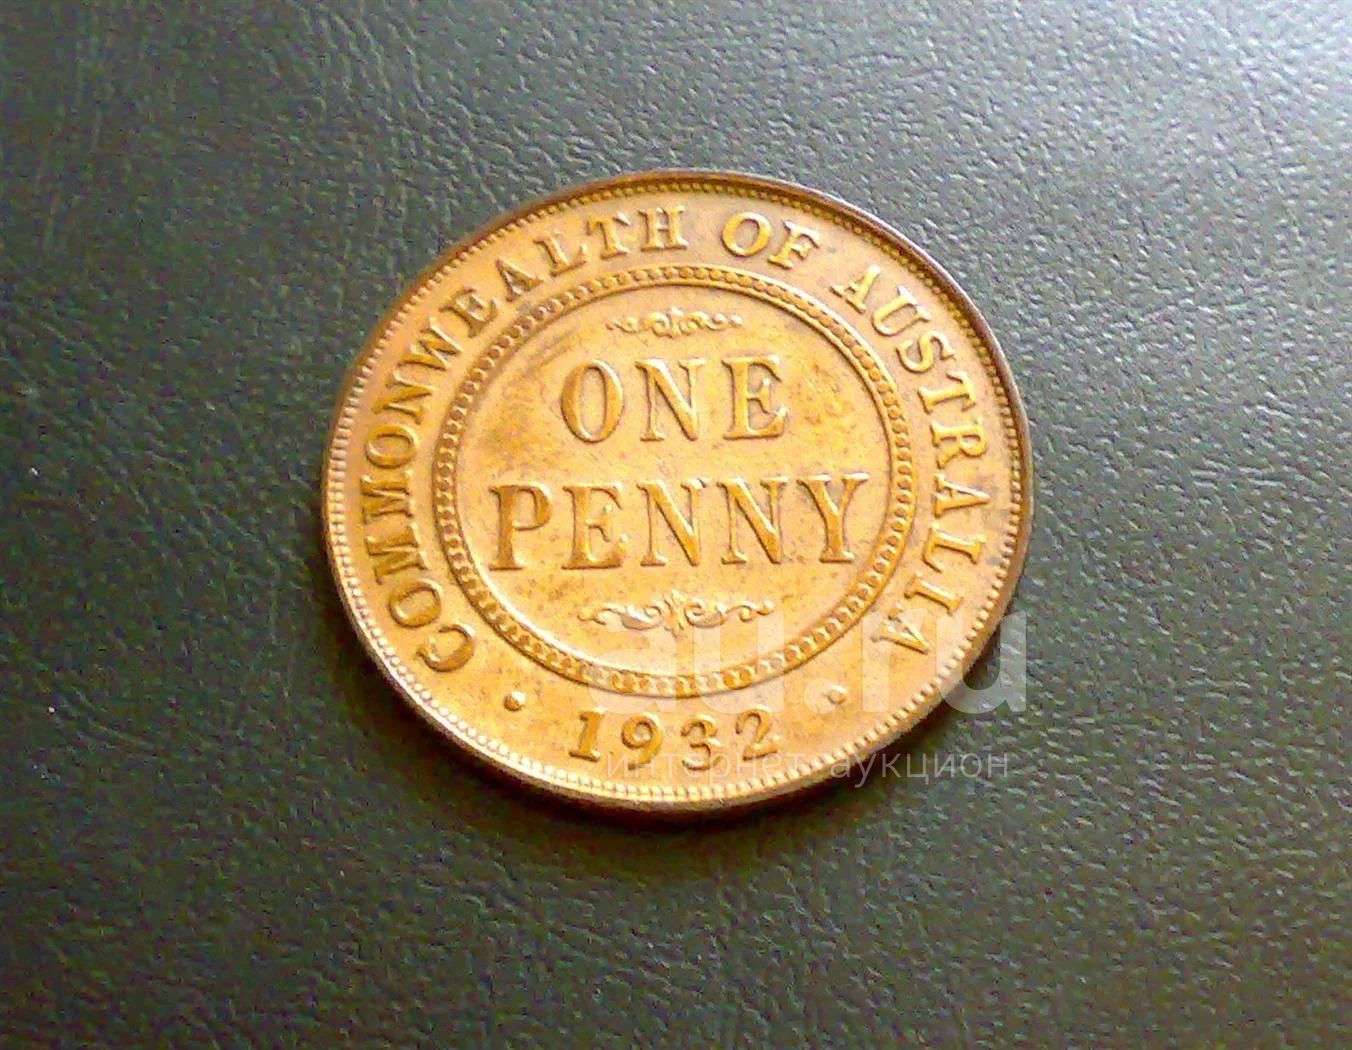 COMMONWEALTH OF AUSTRALIA
ONE
PENNY
1932
au.ru
интернет-аукцион